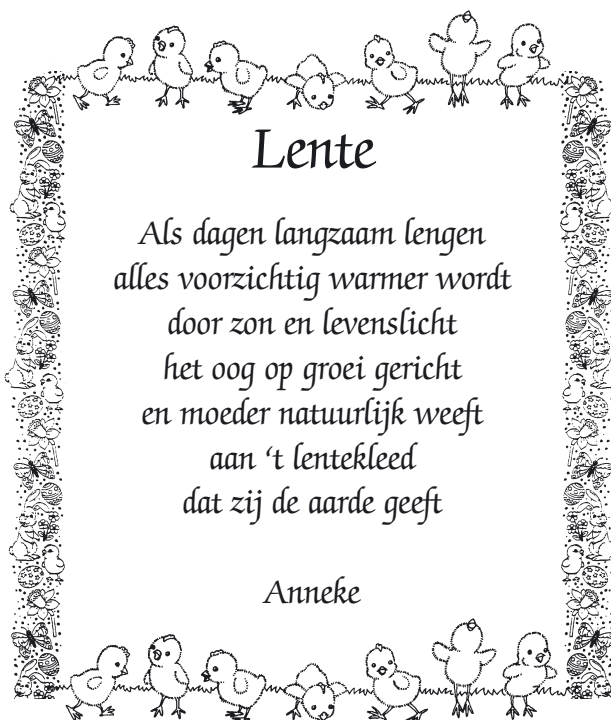 Lente
Als dagen langzaam lengen
alles voorzichtig warmer wordt
door zon en levenslicht
het oog op groei gericht
en moeder natuurlijk weeft
aan ‘t lentekleed
dat zij de aarde geeft
Anneke